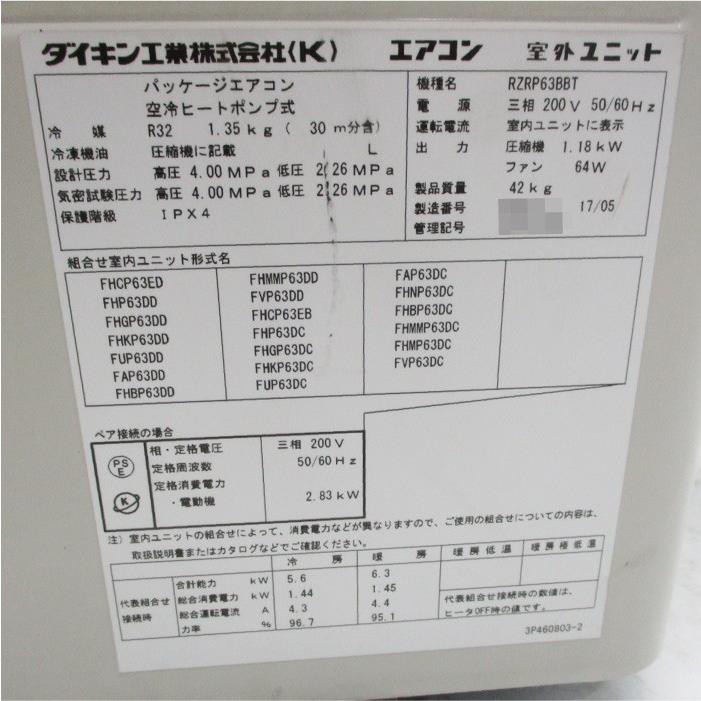 ダイキン工業株式会社(K) エアコン 室外ユニット
パッケージエアコン
空冷ヒートポンプ式
冷媒 R32 1.35kg ( 30m分含)
冷凍機油 圧縮機に記載 L
設計圧力 高圧 4.00MPa 低圧 2.26MPa
気密試験圧力 高圧 4.00MPa 低圧 2.26MPa
保護階級 IPX4
機種名 RZRP63BBT
電源 三相 200V 50/60Hz
運転電流 室内ユニットに表示
出力 圧縮機 1.18kW
ファン 64W
製品質量 42kg
製造番号 17/05
管理記号
組合せ室内ユニット形式名
FHCP63ED
FHP63DD
FHGP63DD
FHKP63DD
FUP63DD
FAP63DD
FHBP63DD
FHMMP63DD
FVP63DD
FHCP63EB
FHP63DC
FHGP63DC
FHKP63DC
FUP63DC
FAP63DC
FHNP63DC
FHBP63DC
FHMMP63DC
FHMP63DC
FVP63DC
ペア接続の場合
PS
E
K
相・定格電圧 三相 200V
定格周波数 50/60Hz
定格消費電力
・電動機 2.83kW
注) 室内ユニットの組合せによって、消費電力などが異なりますので、ご使用の組合せについての内容は、
取扱説明書またはカタログなどでご確認ください。
冷房 暖房 暖房低温 暖房極低温
代表組合せ
接続時
合計能力 kW 5.6 6.3
総合消費電力 kW 1.44 1.45
総合運転電流 A 4.3 4.4
力率 % 96.7 95.1
代表組合せ接続時の数値は、
ヒータOFF時の値です。
3P460803-2